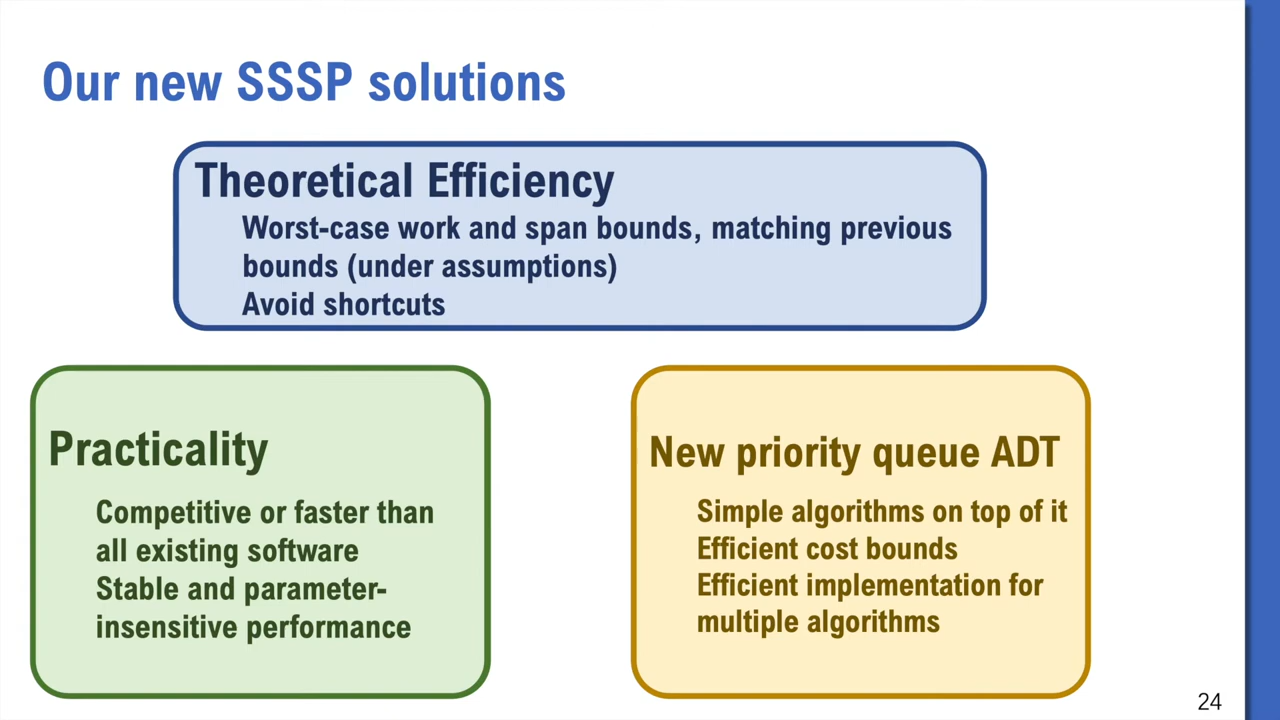 Our new SSSP solutions
Theoretical Efficiency
Worst-case work and span bounds, matching previous
bounds (under assumptions)
Avoid shortcuts
Practicality
Competitive or faster than
all existing software
Stable and parameter-
insensitive performance
New priority queue ADT
Simple algorithms on top of it
Efficient cost bounds
Efficient implementation for
multiple algorithms
24